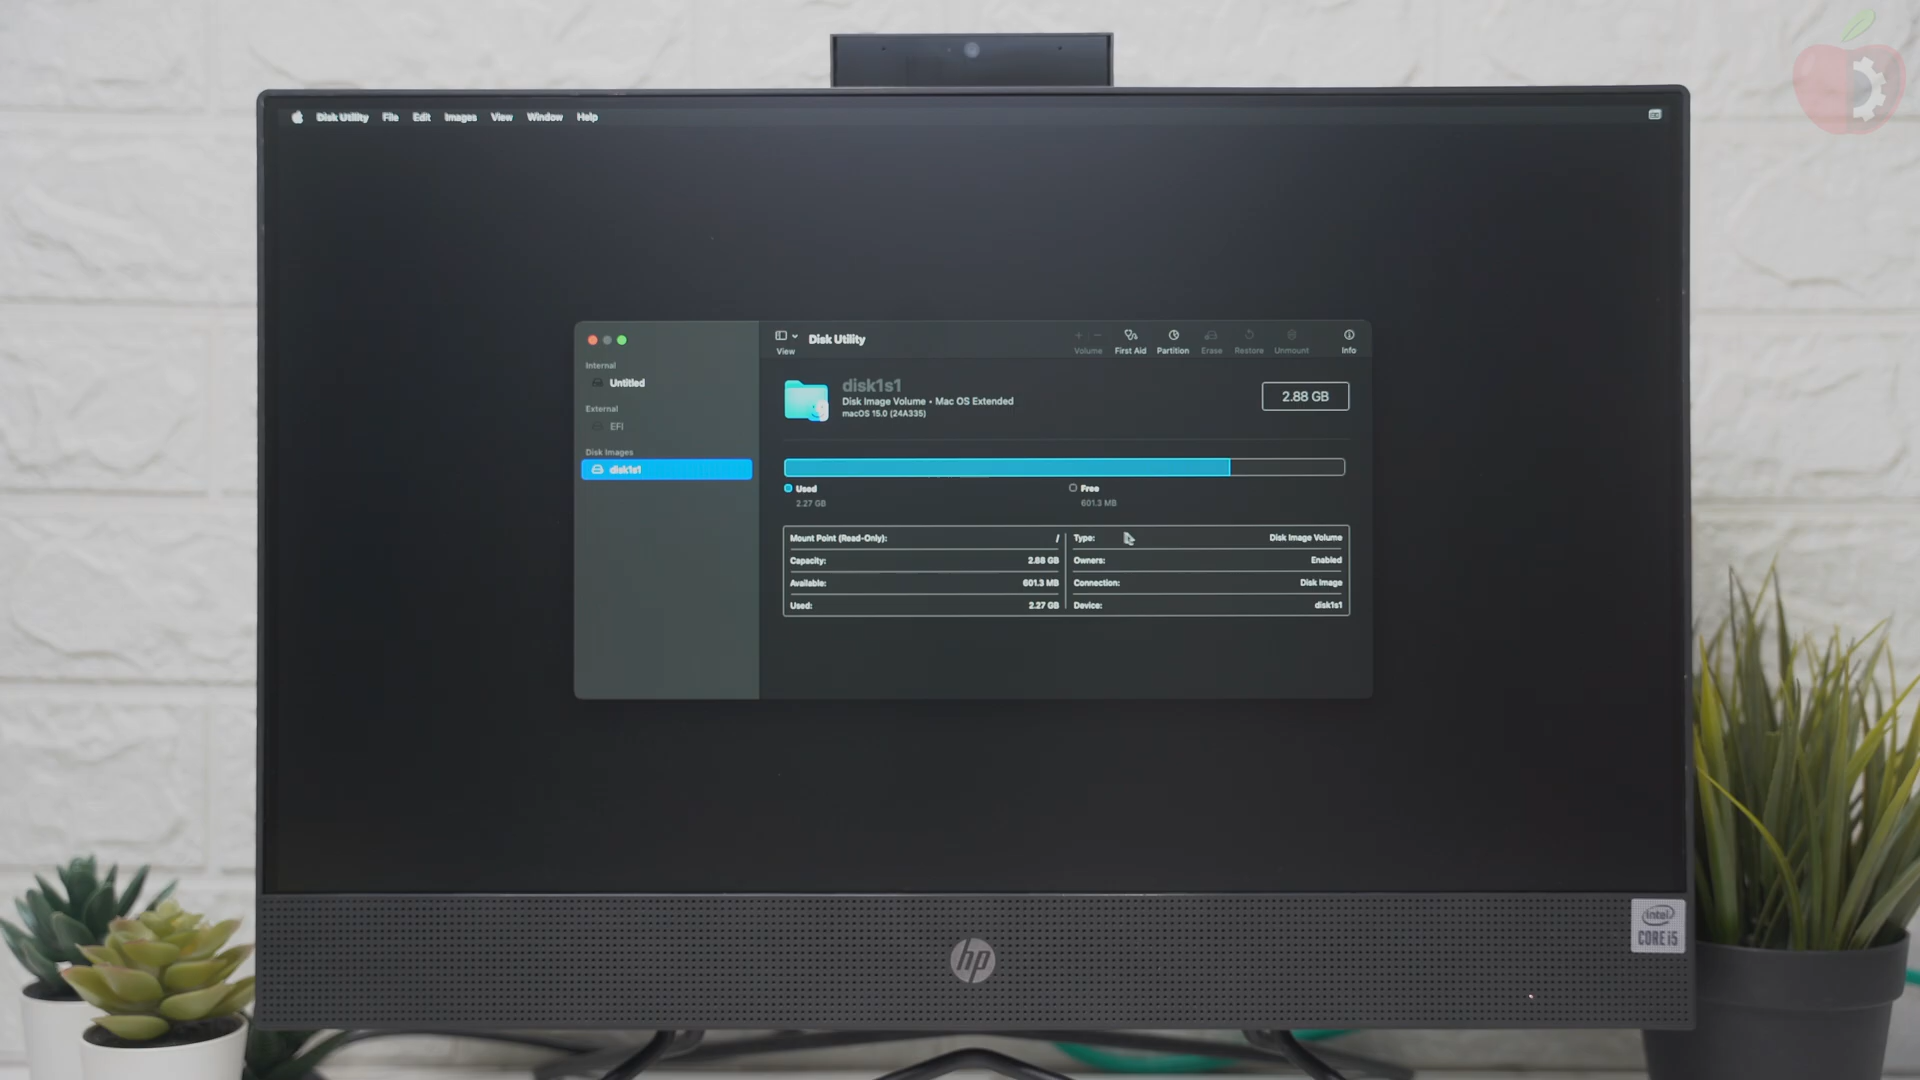 Disk Utility File Edit Images View Window Help
View
Disk Utility
Volume First Aid Partition Erase Restore Unmount Info
Internal
Untitled
External
EFI
Disk Images
disk1s1
disk1s1
Disk Image Volume • Mac OS Extended
macOS 15.0 (24A335)
2.88 GB
Used
2.27 GB
Free
601.3 MB
Mount Point (Read-Only): /
Capacity: 2.88 GB
Available: 601.3 MB
Used: 2.27 GB
Type: Disk Image Volume
Owners: Enabled
Connection: Disk Image
Device: disk1s1
hp
intel
CORE i5